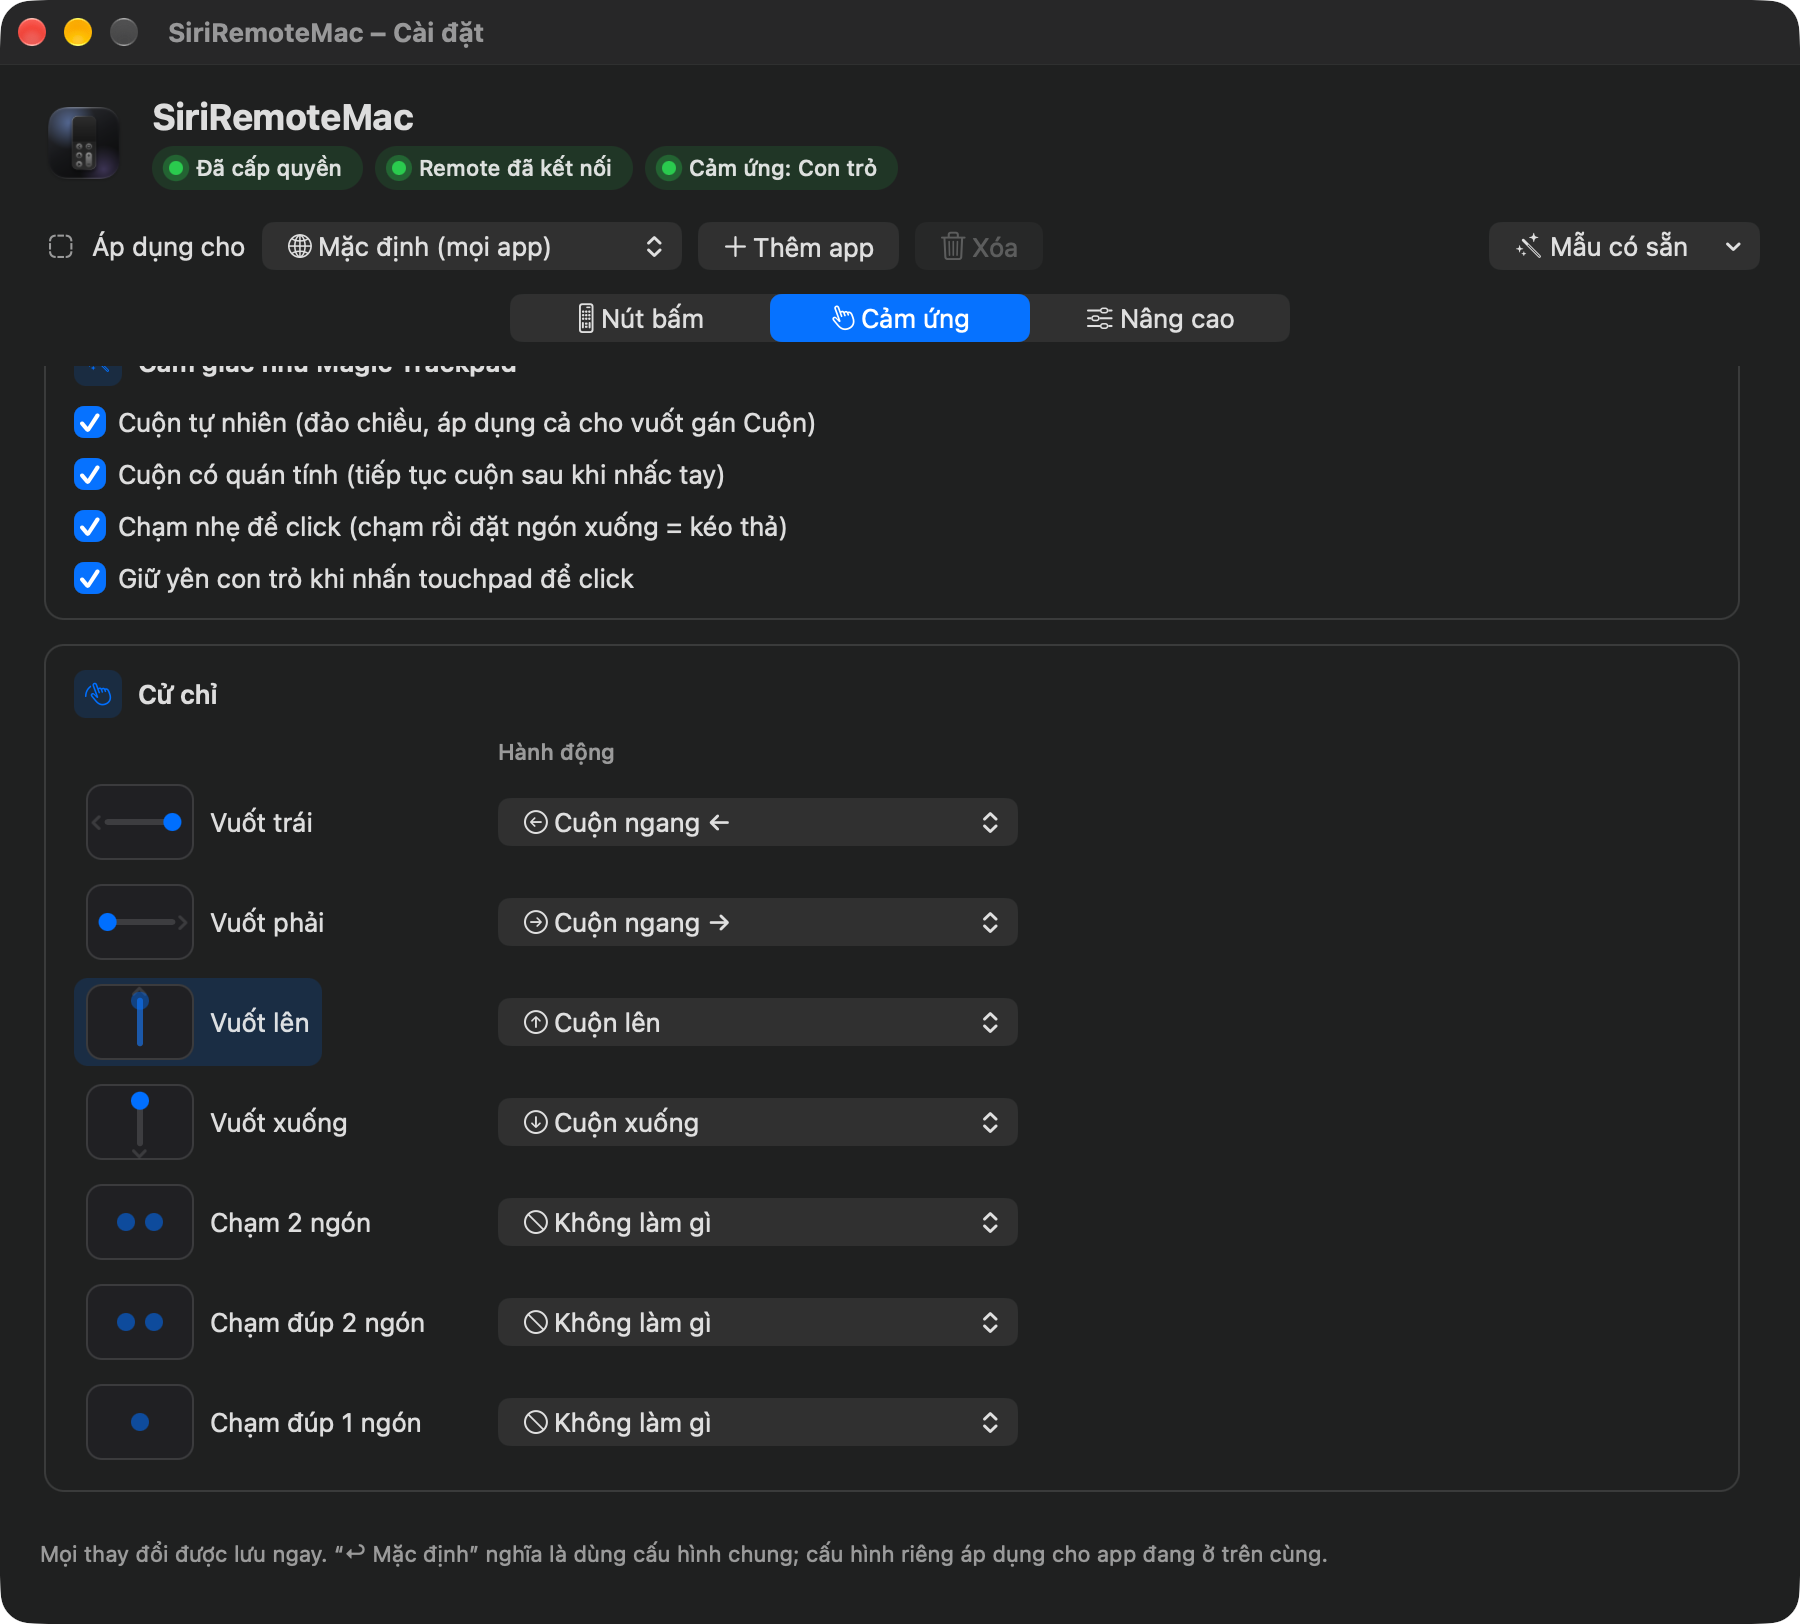 SiriRemoteMac – Cài đặt
SiriRemoteMac
Đã cấp quyền
Remote đã kết nối
Cảm ứng: Con trỏ
Áp dụng cho
Mặc định (mọi app)
Thêm app
Xóa
Mẫu có sẵn
Nút bấm
Cảm ứng
Nâng cao
Cảm giác như Magic Trackpad
Cuộn tự nhiên (đảo chiều, áp dụng cả cho vuốt gán Cuộn)
Cuộn có quán tính (tiếp tục cuộn sau khi nhấc tay)
Chạm nhẹ để click (chạm rồi đặt ngón xuống = kéo thả)
Giữ yên con trỏ khi nhấn touchpad để click
Cử chỉ
Hành động
Vuốt trái
Cuộn ngang ←
Vuốt phải
Cuộn ngang →
Vuốt lên
Cuộn lên
Vuốt xuống
Cuộn xuống
Chạm 2 ngón
Không làm gì
Chạm đúp 2 ngón
Không làm gì
Chạm đúp 1 ngón
Không làm gì
Mọi thay đổi được lưu ngay. “↩ Mặc định” nghĩa là dùng cấu hình chung; cấu hình riêng áp dụng cho app đang ở trên cùng.